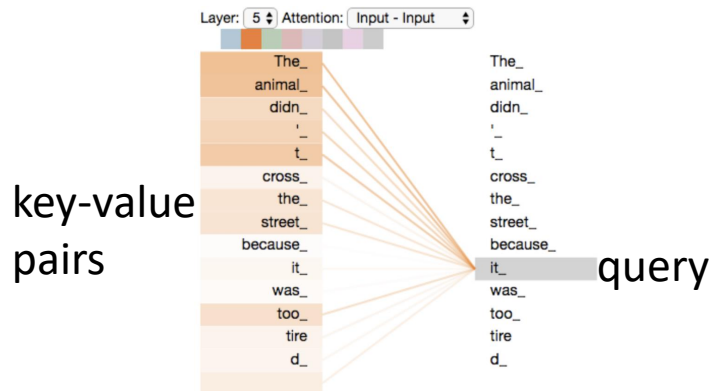 Layer: 5 Attention: Input - Input
The_ The_
animal_ animal_
didn_ didn_
'_ '_
t_ t_
cross_ cross_
the_ the_
street_ street_
because_ because_
it_ it_
was_ was_
too_ too_
tire tire
d_ d_
key-value
pairs
query